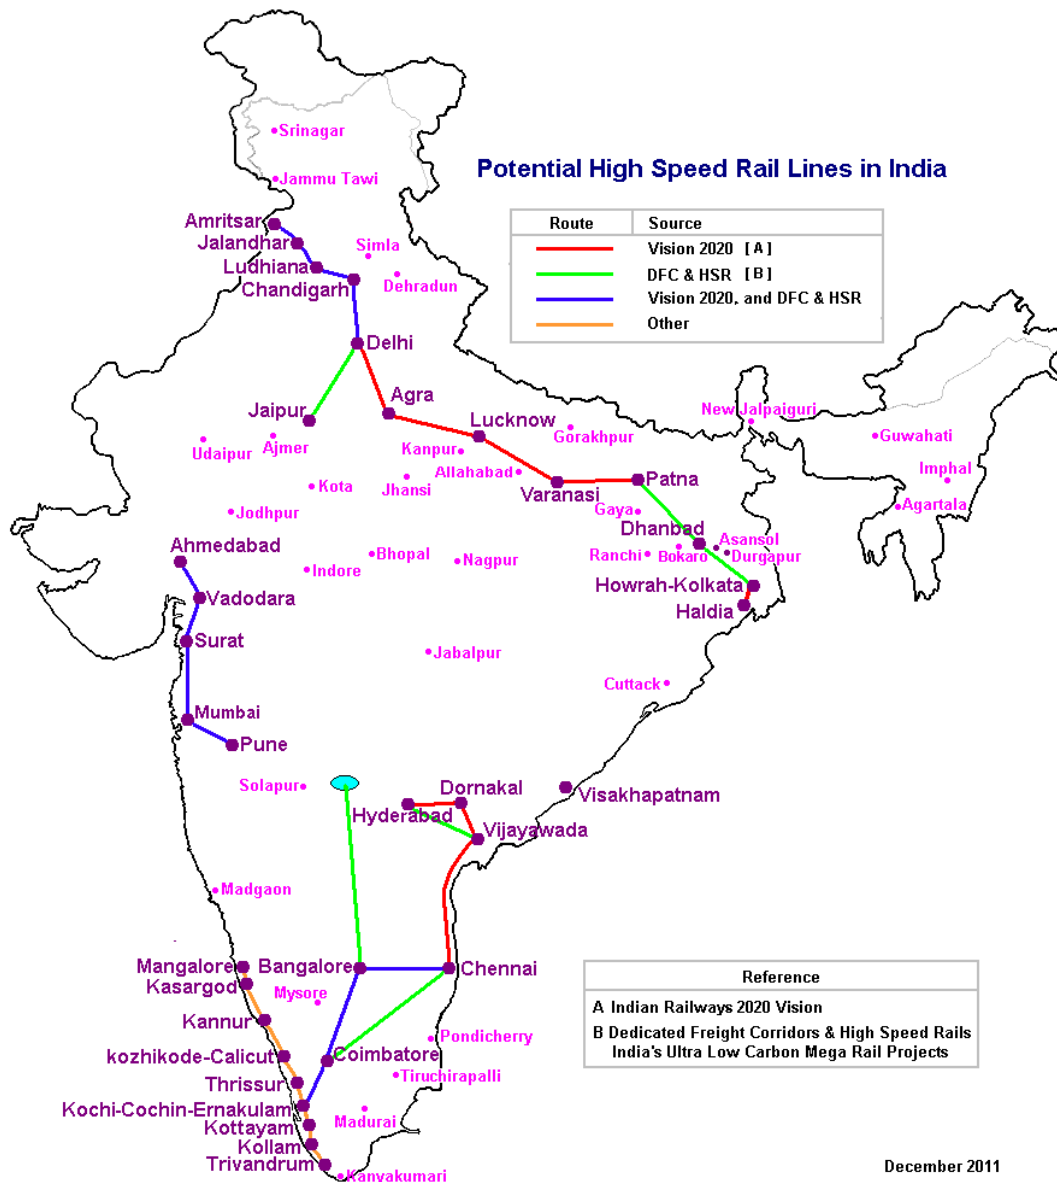 Srinagar
Potential High Speed Rail Lines in India
Jammu Tawi
Route Source
Vision 2020 [ A ]
DFC & HSR [ B ]
Vision 2020, and DFC & HSR
Other
Amritsar
Jalandhar
Simla
Ludhiana
Dehradun
Chandigarh
Delhi
Agra
Jaipur
Lucknow
New Jalpaiguri
Gorakhpur
Guwahati
Udaipur
Ajmer
Kanpur
Allahabad
Imphal
Kota
Jhansi
Varanasi
Patna
Jodhpur
Gaya
Agartala
Dhanbad
Ahmedabad
Asansol
Bhopal
Nagpur
Ranchi
Bokaro
Durgapur
Indore
Howrah-Kolkata
Vadodara
Haldia
Surat
Jabalpur
Cuttack
Mumbai
Pune
Solapur
Dornakal
Visakhapatnam
Hyderabad
Vijayawada
Madgaon
Mangalore
Bangalore
Chennai
Kasargod
Mysore
Reference
A Indian Railways 2020 Vision
B Dedicated Freight Corridors & High Speed Rails
India's Ultra Low Carbon Mega Rail Projects
Kannur
Pondicherry
kozhikode-Calicut
Coimbatore
Thrissur
Tiruchirapalli
Kochi-Cochin-Ernakulam
Madurai
Kottayam
Kollam
Trivandrum
Kanyakumari
December 2011